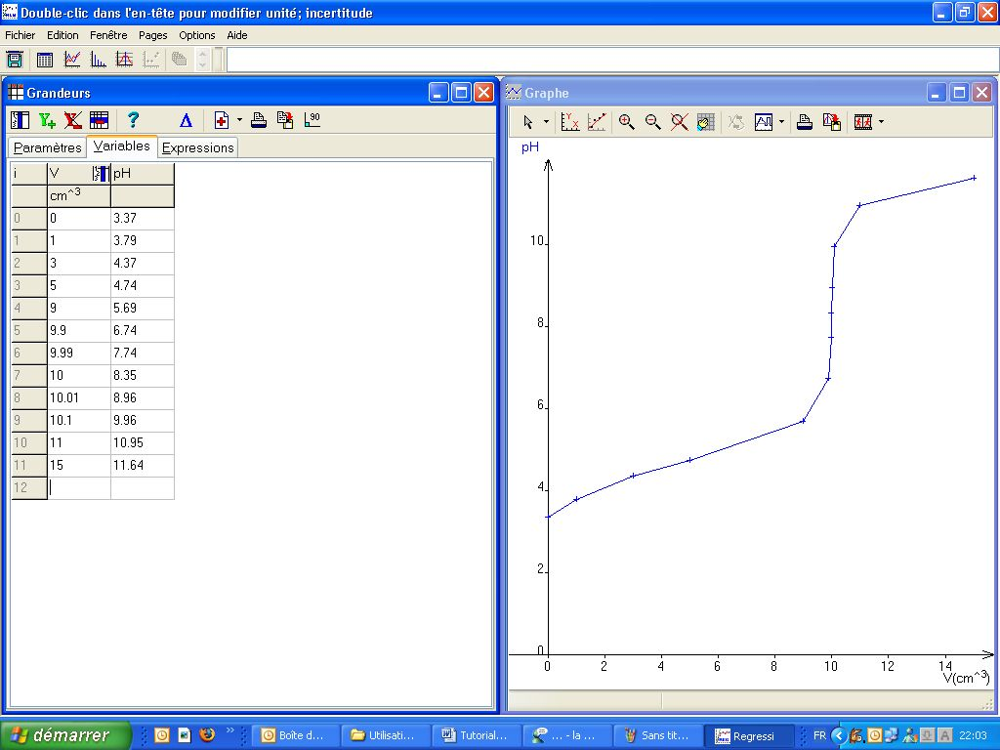 Double-clic dans l'en-tête pour modifier unité; incertitude
Fichier Edition Fenêtre Pages Options Aide
Grandeurs
Graphe
Paramètres Variables Expressions
i V pH
cm^3
0 0 3.37
1 1 3.79
2 3 4.37
3 5 4.74
4 9 5.69
5 9.9 6.74
6 9.99 7.74
7 10 8.35
8 10.01 8.96
9 10.1 9.96
10 11 10.95
11 15 11.64
12
pH
10
8
6
4
2
0
0 2 4 6 8 10 12 14
V(cm^3)
démarrer Boîte d... Utilisati... Tutorial... ... - la ... Sans tit... Regressi FR 22:03